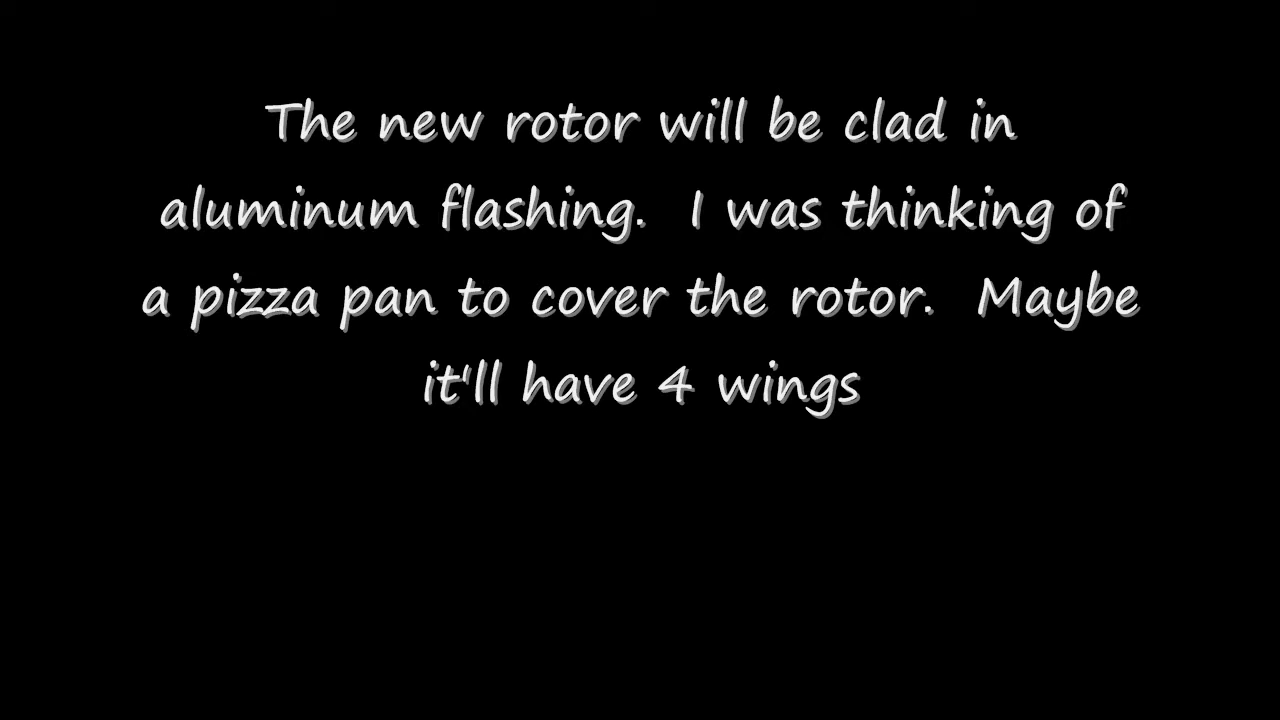 The new rotor will be clad in
aluminum flashing.  I was thinking of
a pizza pan to cover the rotor.  Maybe
it'll have 4 wings